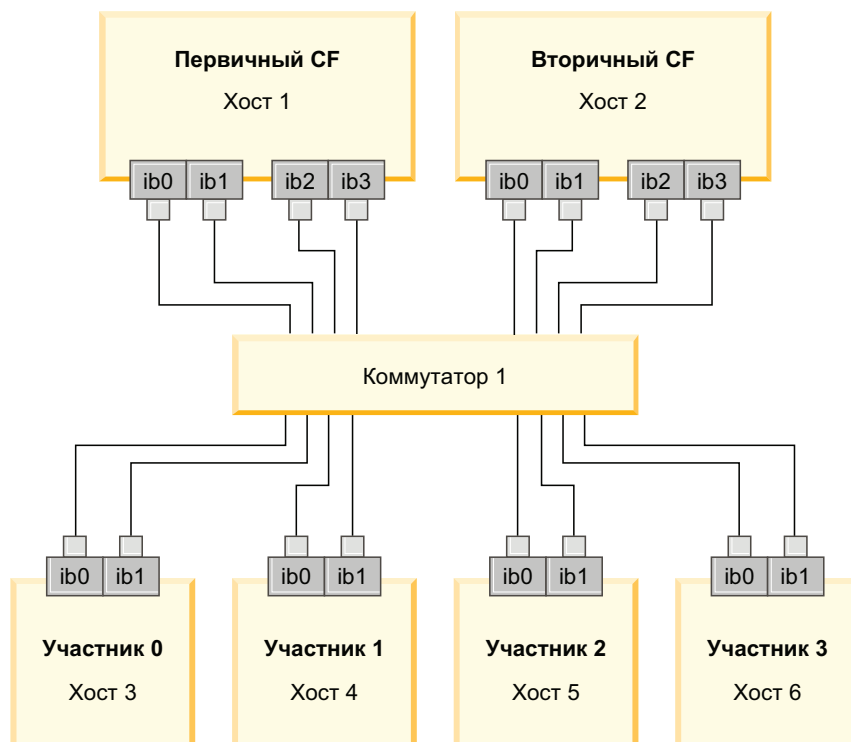 Первичный CF
Хост 1
Вторичный CF
Хост 2
ib0 ib1 ib2 ib3
ib0 ib1 ib2 ib3
Коммутатор 1
ib0 ib1
ib0 ib1
ib0 ib1
ib0 ib1
Участник 0
Хост 3
Участник 1
Хост 4
Участник 2
Хост 5
Участник 3
Хост 6